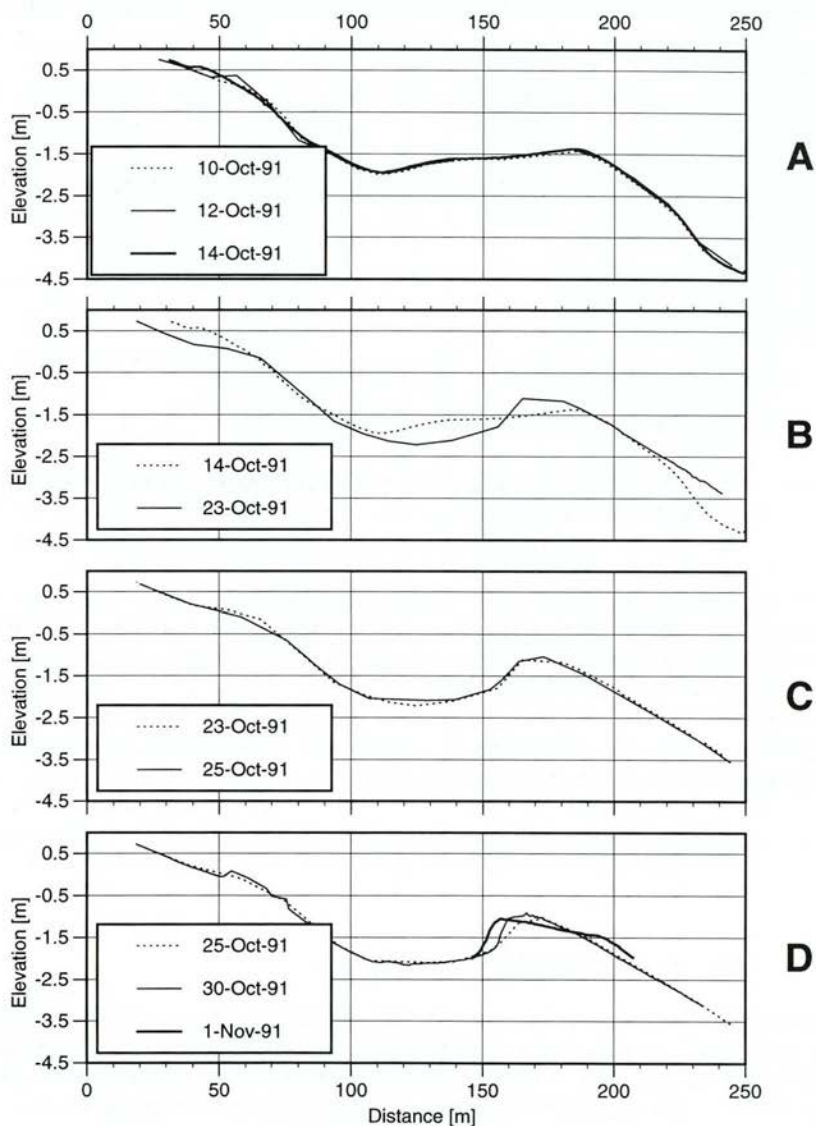 0 50 100 150 200 250
0.5
-0.5
-1.5
-2.5
-3.5
-4.5
Elevation [m]
10-Oct-91
12-Oct-91
14-Oct-91
A
0.5
-0.5
-1.5
-2.5
-3.5
-4.5
Elevation [m]
14-Oct-91
23-Oct-91
B
0.5
-0.5
-1.5
-2.5
-3.5
-4.5
Elevation [m]
23-Oct-91
25-Oct-91
C
0.5
-0.5
-1.5
-2.5
-3.5
-4.5
Elevation [m]
25-Oct-91
30-Oct-91
1-Nov-91
D
0 50 100 150 200 250
Distance [m]